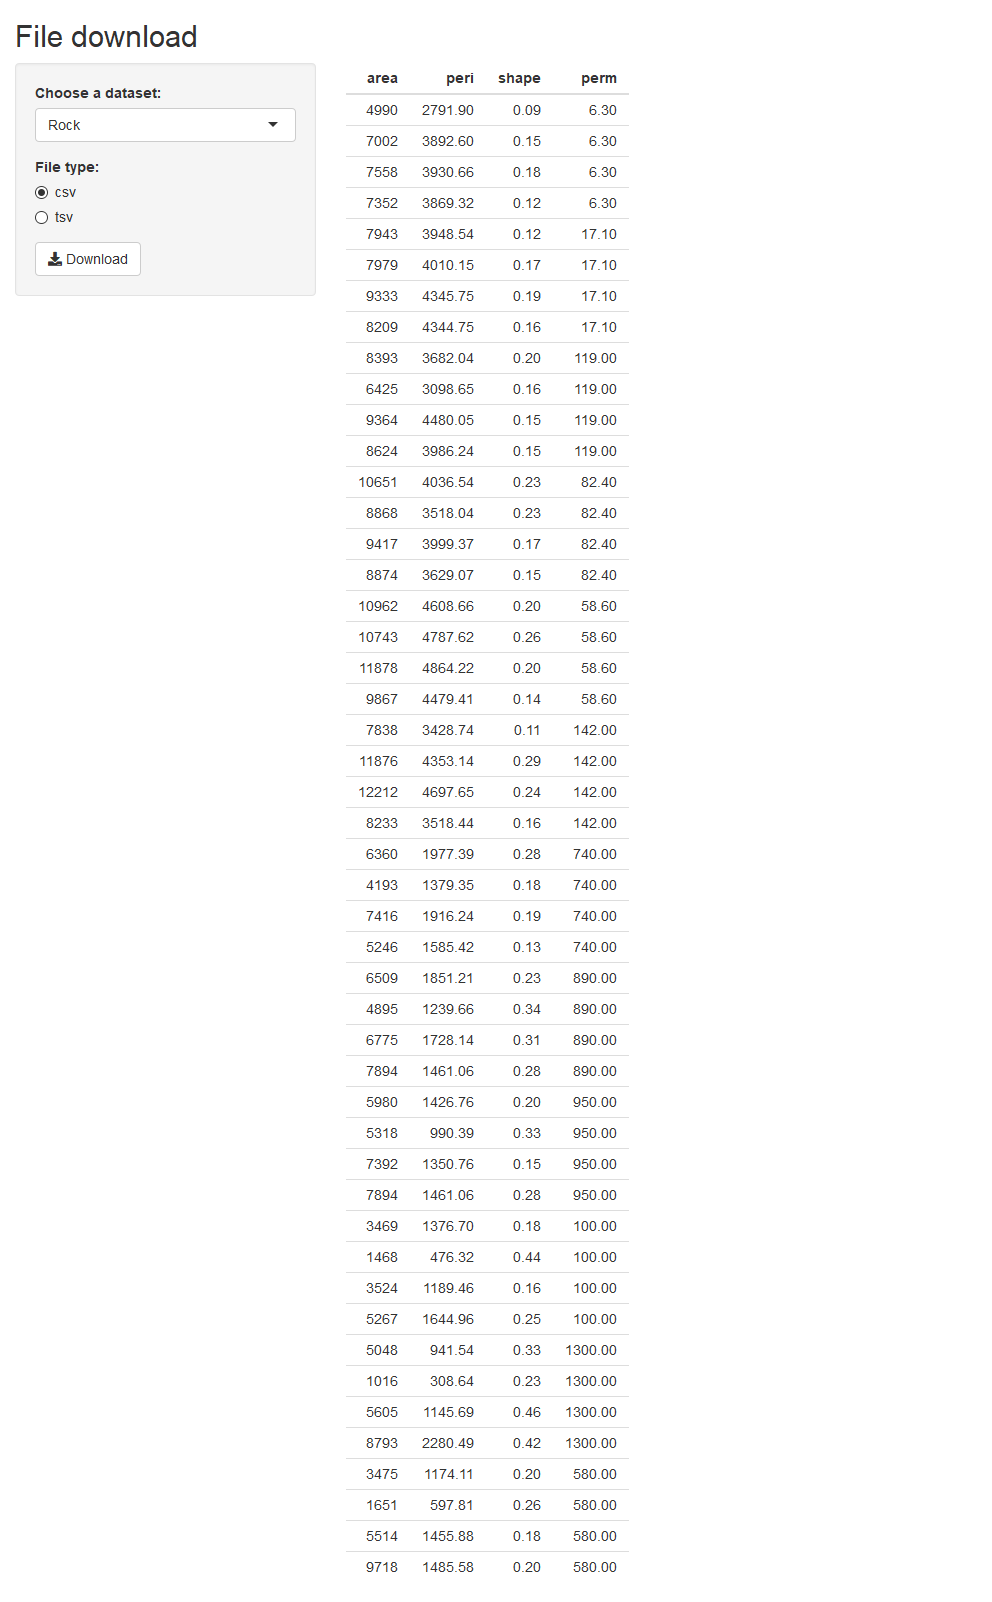 File download
Choose a dataset:
Rock
File type:
csv
tsv
Download
area peri shape perm
4990 2791.90 0.09 6.30
7002 3892.60 0.15 6.30
7558 3930.66 0.18 6.30
7352 3869.32 0.12 6.30
7943 3948.54 0.12 17.10
7979 4010.15 0.17 17.10
9333 4345.75 0.19 17.10
8209 4344.75 0.16 17.10
8393 3682.04 0.20 119.00
6425 3098.65 0.16 119.00
9364 4480.05 0.15 119.00
8624 3986.24 0.15 119.00
10651 4036.54 0.23 82.40
8868 3518.04 0.23 82.40
9417 3999.37 0.17 82.40
8874 3629.07 0.15 82.40
10962 4608.66 0.20 58.60
10743 4787.62 0.26 58.60
11878 4864.22 0.20 58.60
9867 4479.41 0.14 58.60
7838 3428.74 0.11 142.00
11876 4353.14 0.29 142.00
12212 4697.65 0.24 142.00
8233 3518.44 0.16 142.00
6360 1977.39 0.28 740.00
4193 1379.35 0.18 740.00
7416 1916.24 0.19 740.00
5246 1585.42 0.13 740.00
6509 1851.21 0.23 890.00
4895 1239.66 0.34 890.00
6775 1728.14 0.31 890.00
7894 1461.06 0.28 890.00
5980 1426.76 0.20 950.00
5318 990.39 0.33 950.00
7392 1350.76 0.15 950.00
7894 1461.06 0.28 950.00
3469 1376.70 0.18 100.00
1468 476.32 0.44 100.00
3524 1189.46 0.16 100.00
5267 1644.96 0.25 100.00
5048 941.54 0.33 1300.00
1016 308.64 0.23 1300.00
5605 1145.69 0.46 1300.00
8793 2280.49 0.42 1300.00
3475 1174.11 0.20 580.00
1651 597.81 0.26 580.00
5514 1455.88 0.18 580.00
9718 1485.58 0.20 580.00